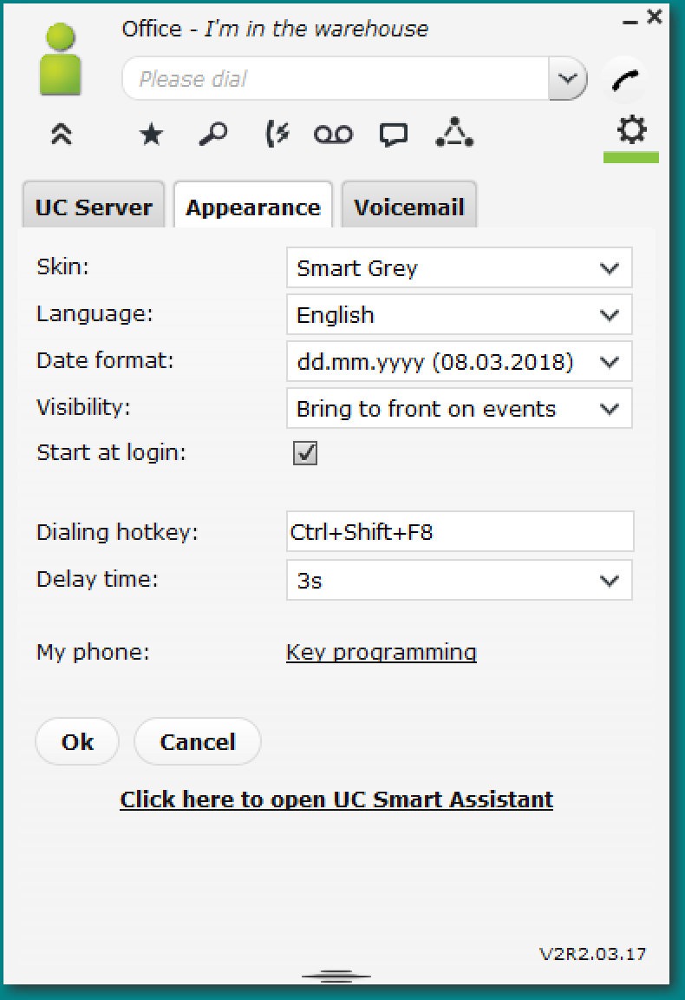 Office - I'm in the warehouse
Please dial
UC Server Appearance Voicemail
Skin: Smart Grey
Language: English
Date format: dd.mm.yyyy (08.03.2018)
Visibility: Bring to front on events
Start at login:
Dialing hotkey: Ctrl+Shift+F8
Delay time: 3s
My phone: Key programming
Ok Cancel
Click here to open UC Smart Assistant
V2R2.03.17